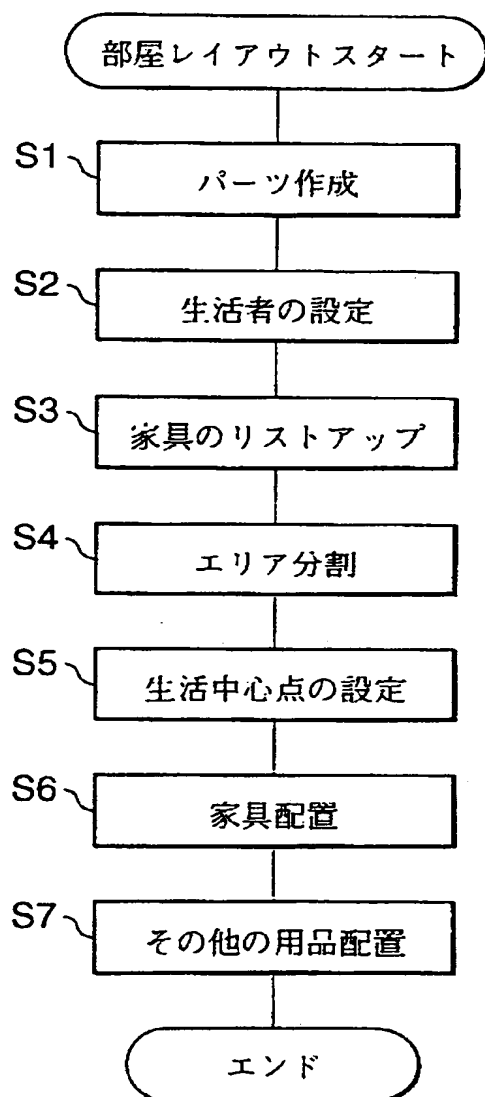 部屋レイアウトスタート
S1 パーツ作成
S2 生活者の設定
S3 家具のリストアップ
S4 エリア分割
S5 生活中心点の設定
S6 家具配置
S7 その他の用品配置
エンド